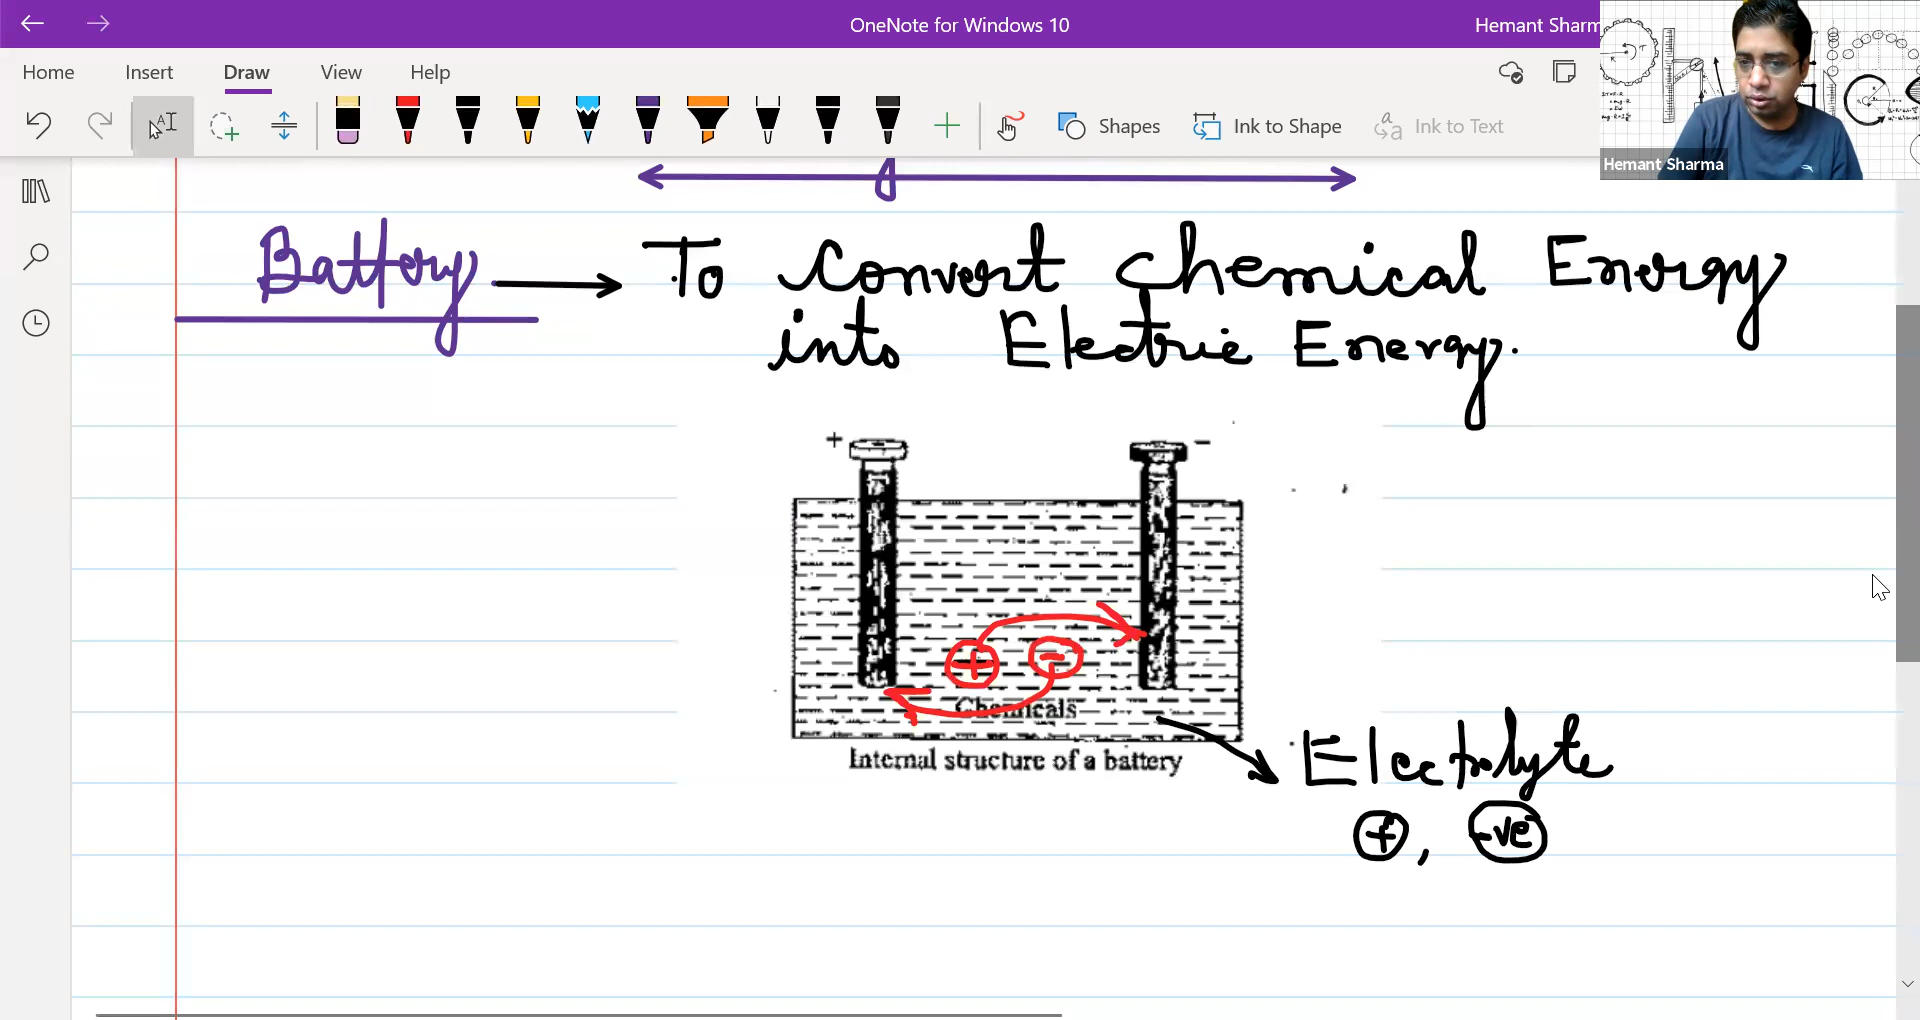 OneNote for Windows 10
Hemant Sharm
Home Insert Draw View Help
Shapes Ink to Shape Ink to Text
Hemant Sharma
Battery → To Convert Chemical Energy
into Electric Energy.
+ −
+ −
Chemicals
Internal structure of a battery
Electrolyte
+, -ve